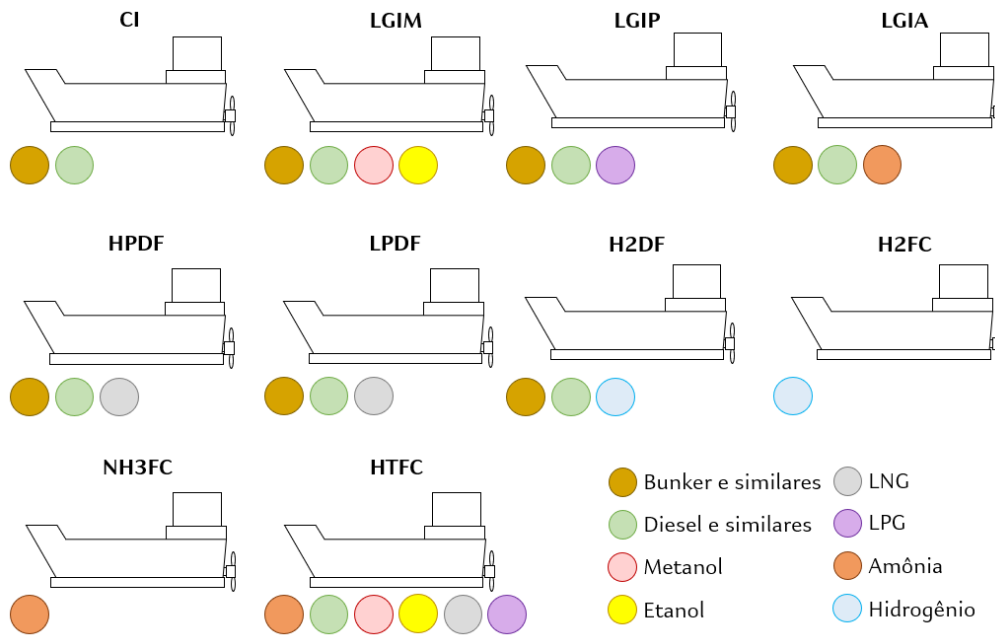 CI
LGIM
LGIP
LGIA
HPDF
LPDF
H2DF
H2FC
NH3FC
HTFC
Bunker e similares
LNG
Diesel e similares
LPG
Metanol
Amônia
Etanol
Hidrogênio